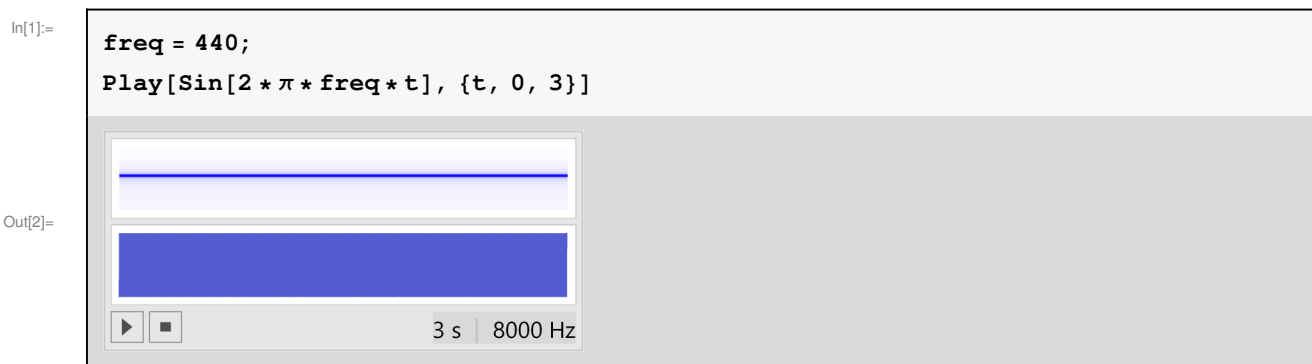 In[1]:=
freq = 440;
Play[Sin[2 * π * freq * t], {t, 0, 3}]
Out[2]=
3 s | 8000 Hz